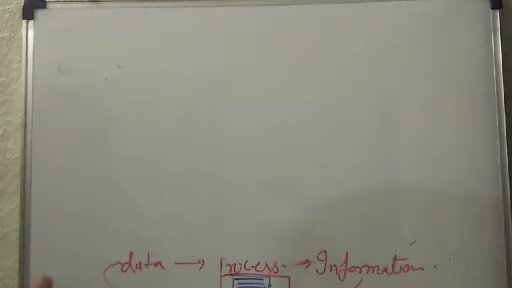 data → Process. → Information.